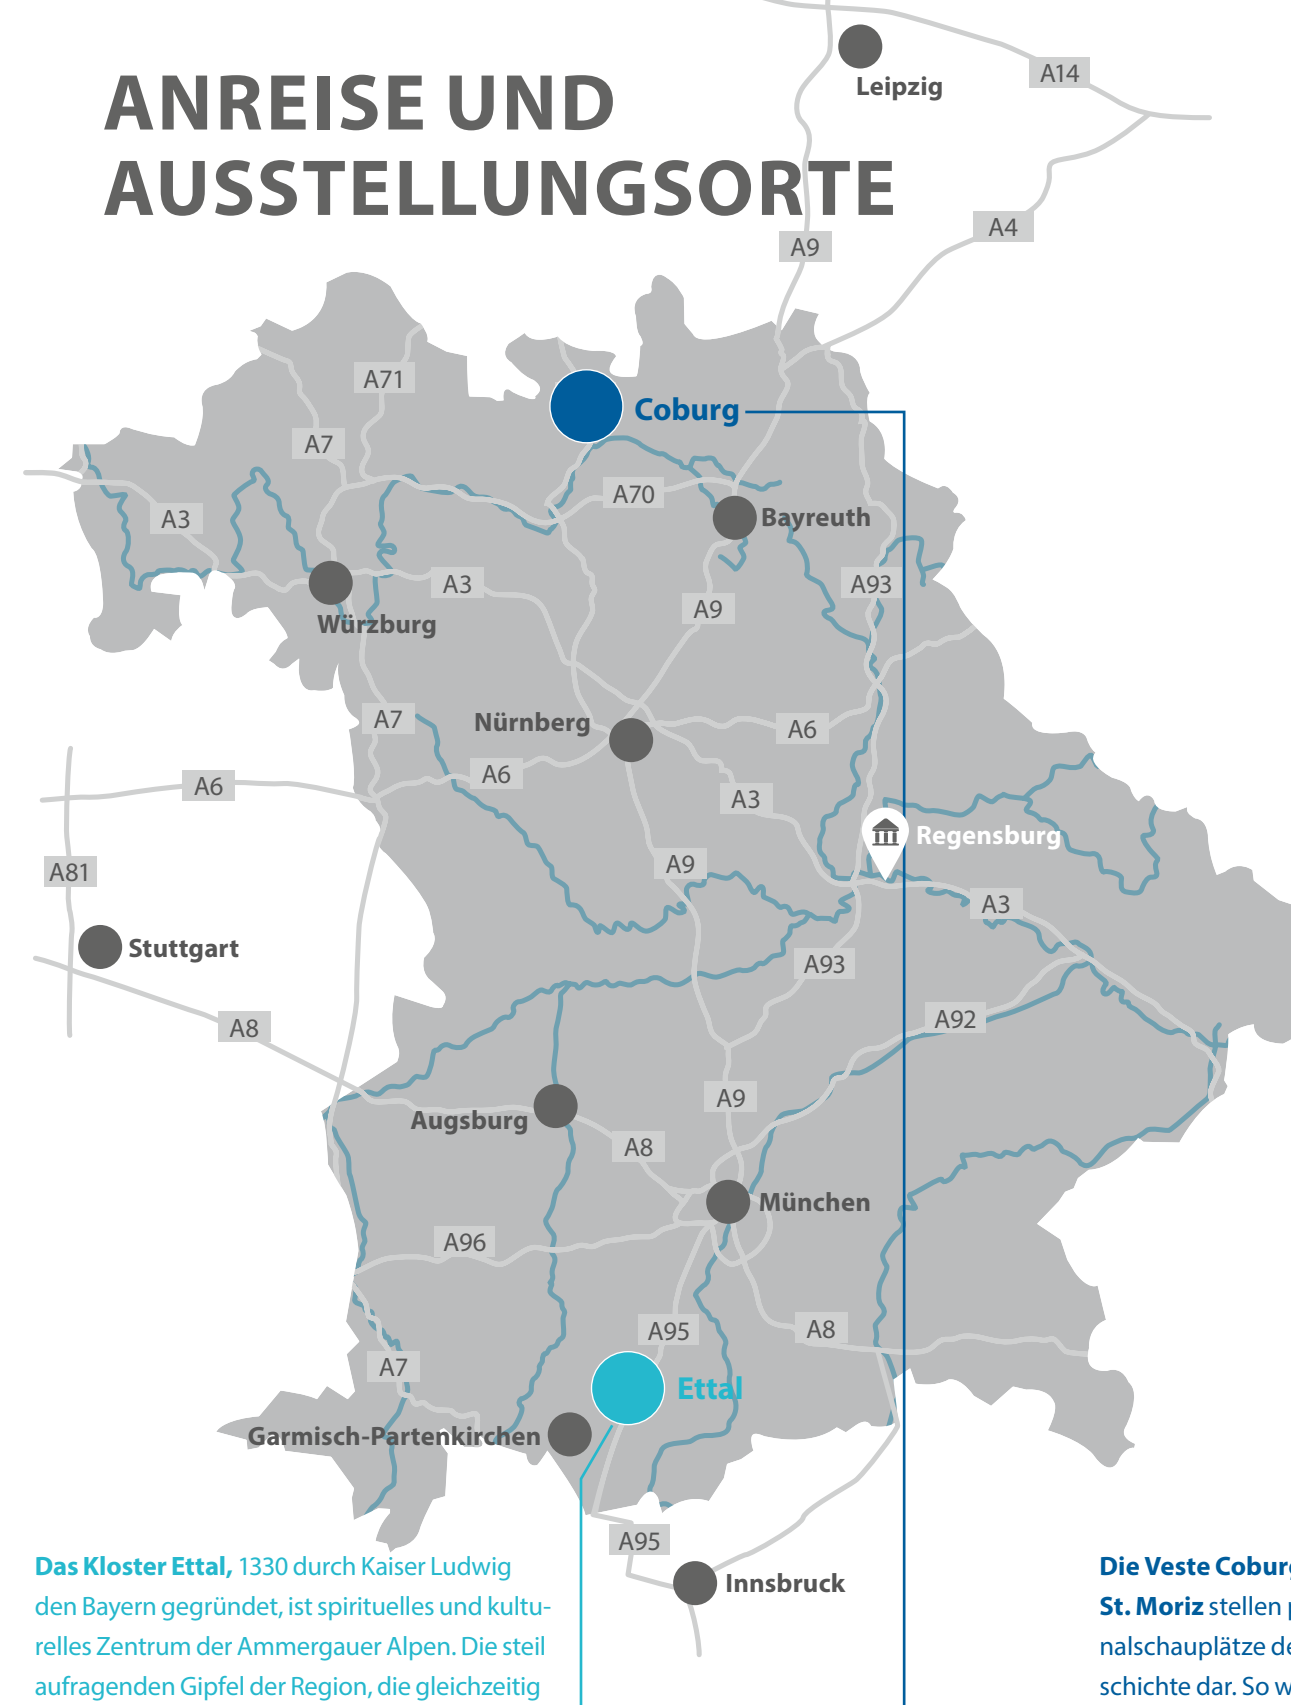 ANREISE UND
AUSSTELLUNGSORTE
Leipzig
A14
A4
A9
A71
Coburg
A7
A70
A3
Bayreuth
A3
A93
A9
Würzburg
A7
Nürnberg
A6
A6
A6
A3
Regensburg
A9
A81
A3
Stuttgart
A93
A92
A8
A9
Augsburg
A8
München
A96
A95
A8
A7
Ettal
Garmisch-Partenkirchen
A95
Innsbruck
Das Kloster Ettal, 1330 durch Kaiser Ludwig
den Bayern gegründet, ist spirituelles und kultu-
relles Zentrum der Ammergauer Alpen. Die steil
aufragenden Gipfel der Region, die gleichzeitig
Die Veste Coburg
St. Moriz stellen
nalschauplätze
schichte dar. So